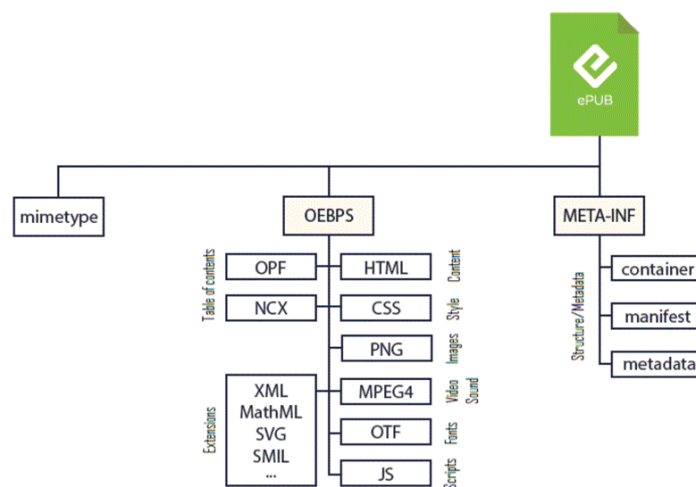 ePUB
mimetype
OEBPS
META-INF
Table of contents
OPF
HTML
Content
NCX
CSS
Style
PNG
Images
Extensions
XML
MathML
SVG
SMIL
...
MPEG4
Video
Sound
OTF
Fonts
JS
Scripts
Structure/Metadata
container
manifest
metadata